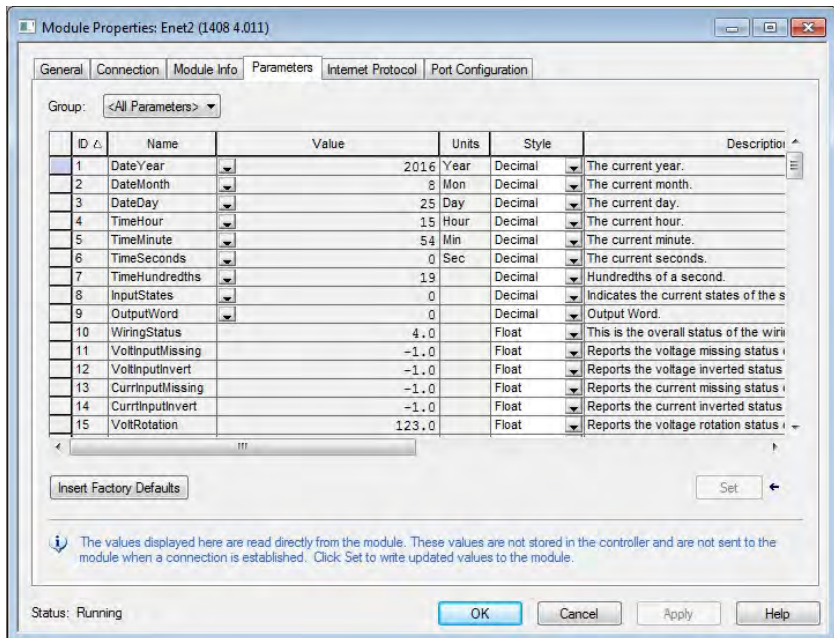 Module Properties: Enet2 (1408 4.011)
General Connection Module Info Parameters Internet Protocol Port Configuration
Group: <All Parameters>
ID Name Value Units Style Description
1 DateYear 2016 Year Decimal The current year.
2 DateMonth 8 Mon Decimal The current month.
3 DateDay 25 Day Decimal The current day.
4 TimeHour 15 Hour Decimal The current hour.
5 TimeMinute 54 Min Decimal The current minute.
6 TimeSeconds 0 Sec Decimal The current seconds.
7 TimeHundredths 19 Decimal Hundredths of a second.
8 InputStates 0 Decimal Indicates the current states of the s
9 OutputWord 0 Decimal Output Word.
10 WiringStatus 4.0 Float This is the overall status of the wiri
11 VoltInputMissing -1.0 Float Reports the voltage missing status
12 VoltInputInvert -1.0 Float Reports the voltage inverted status
13 CurrInputMissing -1.0 Float Reports the current missing status
14 CurrtInputInvert -1.0 Float Reports the current inverted status
15 VoltRotation 123.0 Float Reports the voltage rotation status
Insert Factory Defaults Set
The values displayed here are read directly from the module. These values are not stored in the controller and are not sent to the
module when a connection is established. Click Set to write updated values to the module.
Status: Running OK Cancel Apply Help